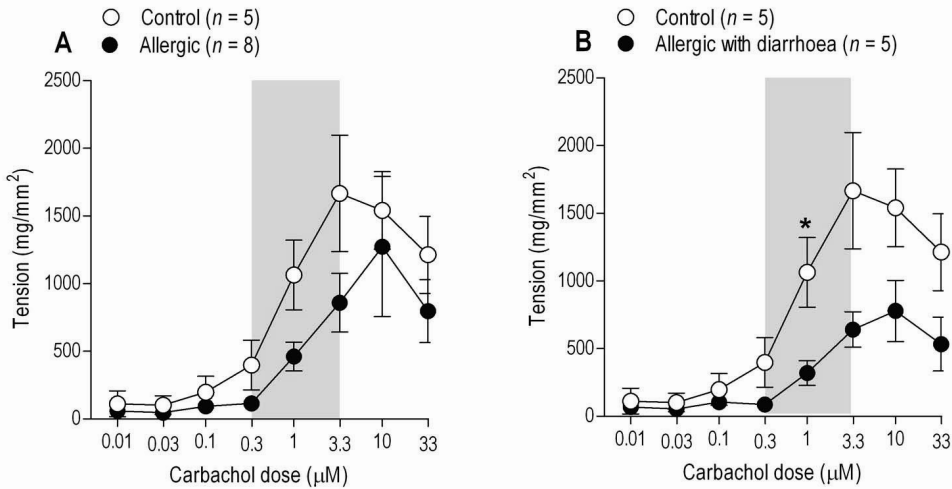 A
Control (n = 5)
Allergic (n = 8)
2500
2000
1500
1000
500
0
Tension (mg/mm²)
0.01 0.03 0.1 0.3 1 3.3 10 33
Carbachol dose (µM)
B
Control (n = 5)
Allergic with diarrhoea (n = 5)
2500
2000
1500
1000
500
0
Tension (mg/mm²)
*
0.01 0.03 0.1 0.3 1 3.3 10 33
Carbachol dose (µM)